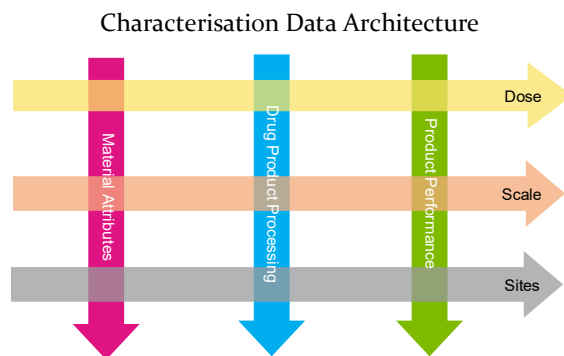 Characterisation Data Architecture
Dose
Material Attributes
Drug Product Processing
Product Performance
Scale
Sites